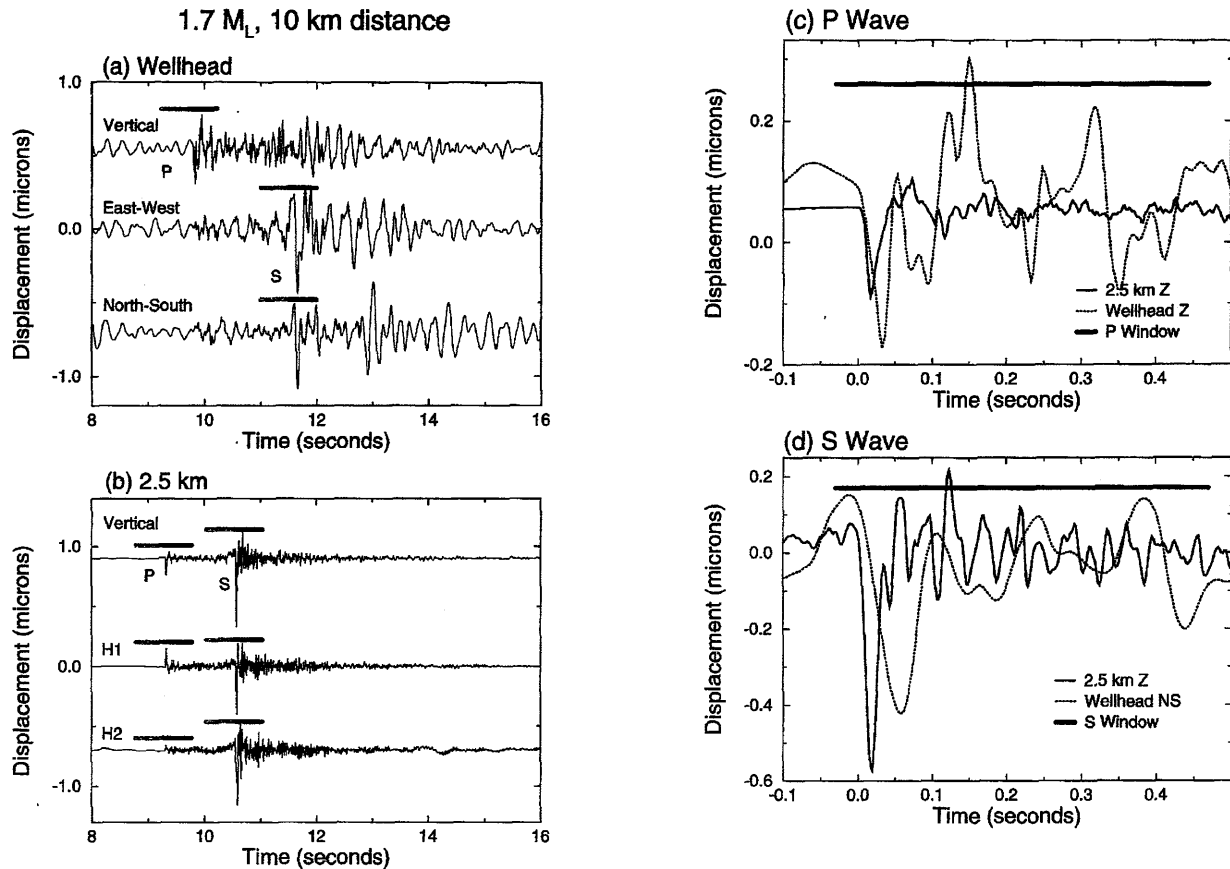 1.7 M_L, 10 km distance
(a) Wellhead
1.0
0.0
-1.0
Displacement (microns)
Vertical
P
East-West
S
North-South
8 10 12 14 16
Time (seconds)
(b) 2.5 km
1.0
0.0
-1.0
Displacement (microns)
Vertical
P
S
H1
H2
8 10 12 14 16
Time (seconds)
(c) P Wave
0.2
0.0
-0.2
Displacement (microns)
2.5 km Z
Wellhead Z
P Window
-0.1 0.0 0.1 0.2 0.3 0.4
Time (seconds)
(d) S Wave
0.2
0.0
-0.2
-0.4
-0.6
Displacement (microns)
2.5 km Z
Wellhead NS
S Window
-0.1 0.0 0.1 0.2 0.3 0.4
Time (seconds)